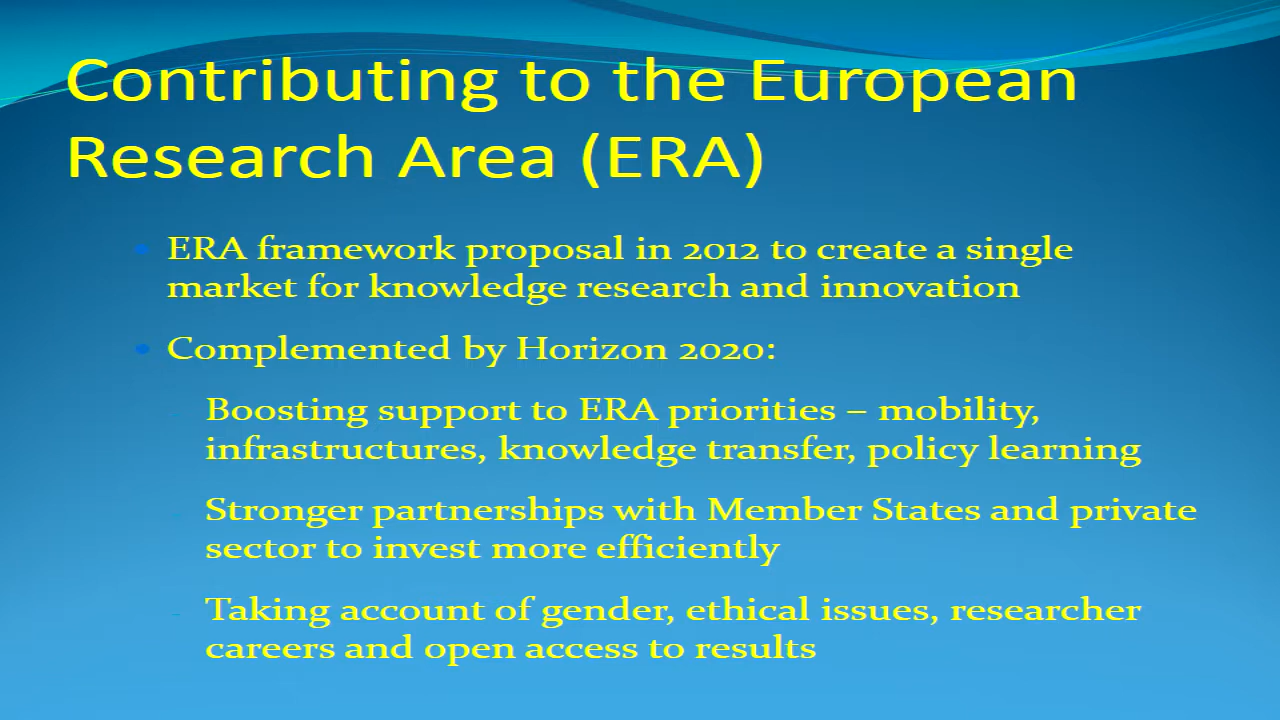 Contributing to the European
Research Area (ERA)
• ERA framework proposal in 2012 to create a single
market for knowledge research and innovation
• Complemented by Horizon 2020:
Boosting support to ERA priorities – mobility,
infrastructures, knowledge transfer, policy learning
- Stronger partnerships with Member States and private
sector to invest more efficiently
- Taking account of gender, ethical issues, researcher
careers and open access to results